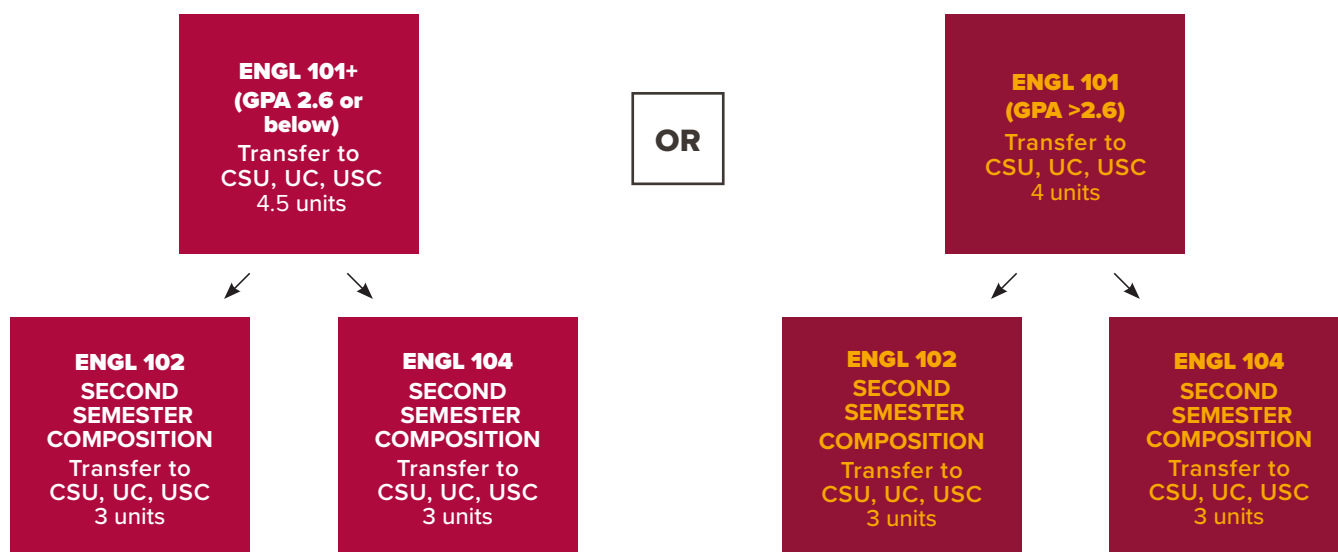 ENGL 101+
(GPA 2.6 or
below)
Transfer to
CSU, UC, USC
4.5 units
OR
ENGL 101
(GPA >2.6)
Transfer to
CSU, UC, USC
4 units
ENGL 102
SECOND
SEMESTER
COMPOSITION
Transfer to
CSU, UC, USC
3 units
ENGL 104
SECOND
SEMESTER
COMPOSITION
Transfer to
CSU, UC, USC
3 units
ENGL 102
SECOND
SEMESTER
COMPOSITION
Transfer to
CSU, UC, USC
3 units
ENGL 104
SECOND
SEMESTER
COMPOSITION
Transfer to
CSU, UC, USC
3 units